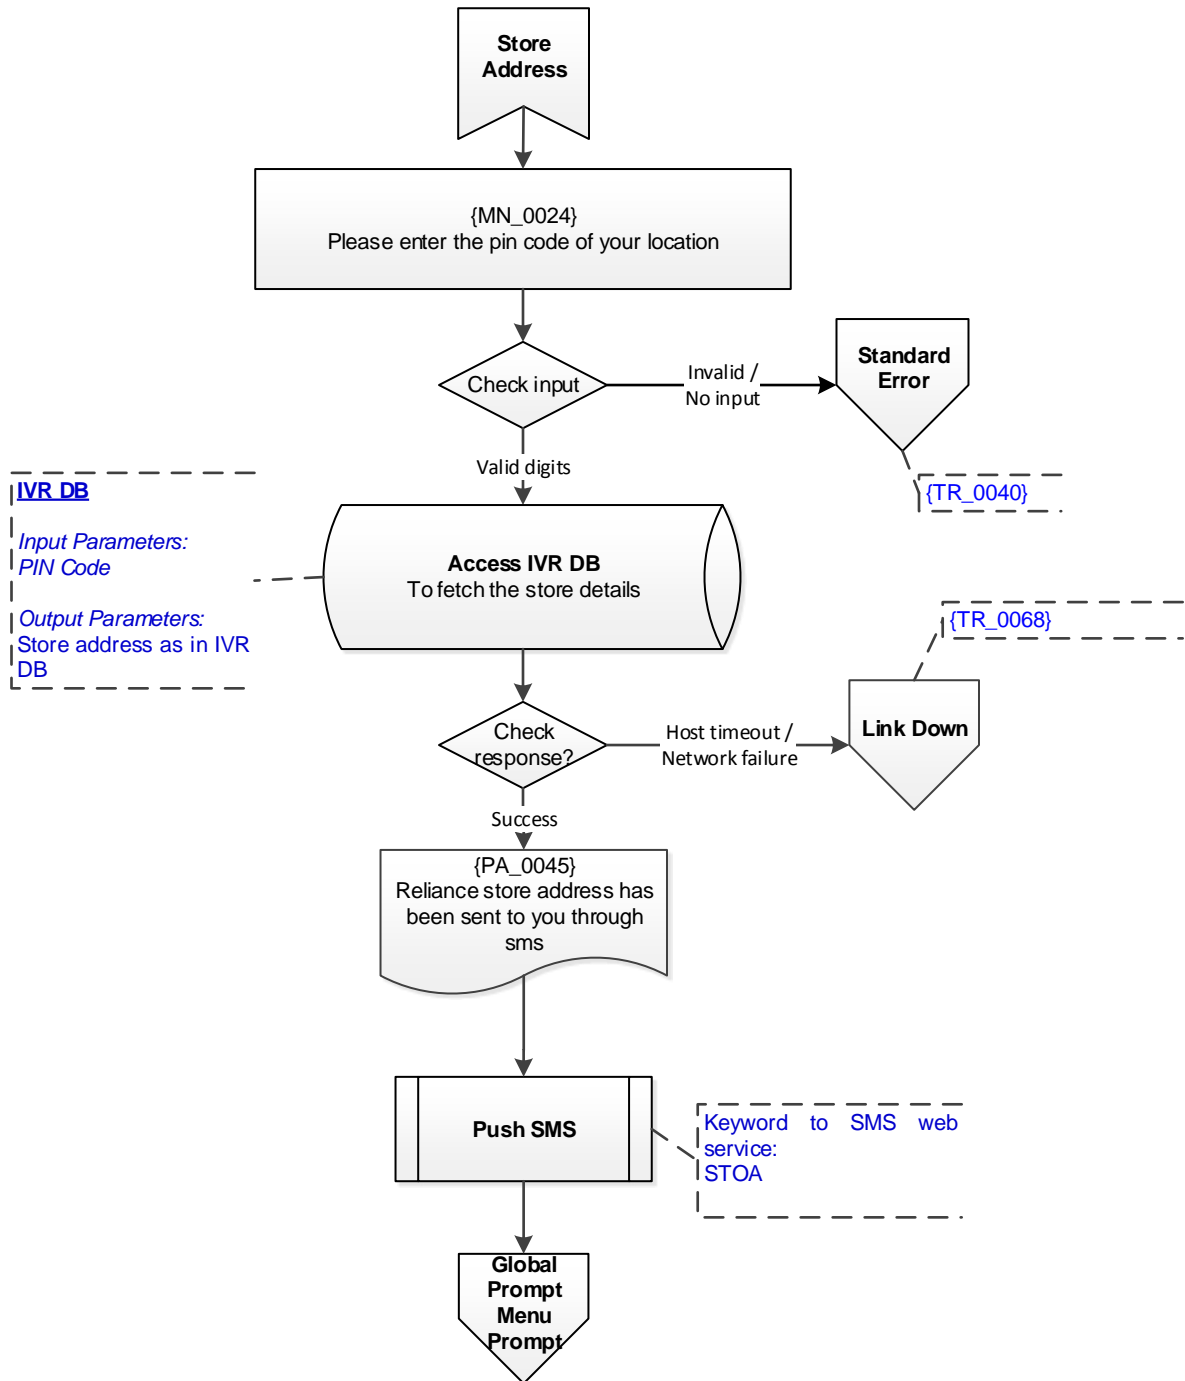 Store
Address
{MN_0024}
Please enter the pin code of your location
Check input
Invalid /
No input
Standard
Error
{TR_0040}
Valid digits
IVR DB
Input Parameters:
PIN Code
Output Parameters:
Store address as in IVR
DB
Access IVR DB
To fetch the store details
{TR_0068}
Check
response?
Host timeout /
Network failure
Link Down
Success
{PA_0045}
Reliance store address has
been sent to you through
sms
Push SMS
Keyword to SMS web
service:
STOA
Global
Prompt
Menu
Prompt